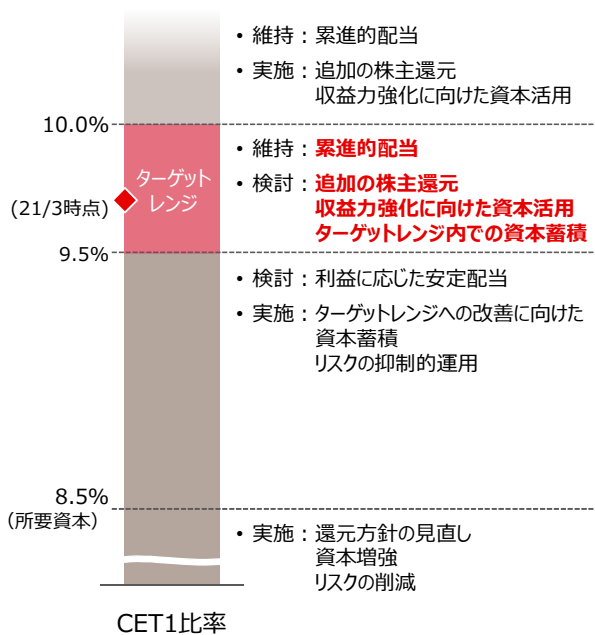 • 維持：累進的配当
• 実施：追加の株主還元
収益力強化に向けた資本活用
10.0%
• 維持：累進的配当
ターゲット
レンジ
• 検討：追加の株主還元
収益力強化に向けた資本活用
ターゲットレンジ内での資本蓄積
(21/3時点)
9.5%
• 検討：利益に応じた安定配当
• 実施：ターゲットレンジへの改善に向けた
資本蓄積
リスクの抑制的運用
8.5%
（所要資本）
• 実施：還元方針の見直し
資本増強
リスクの削減
CET1比率